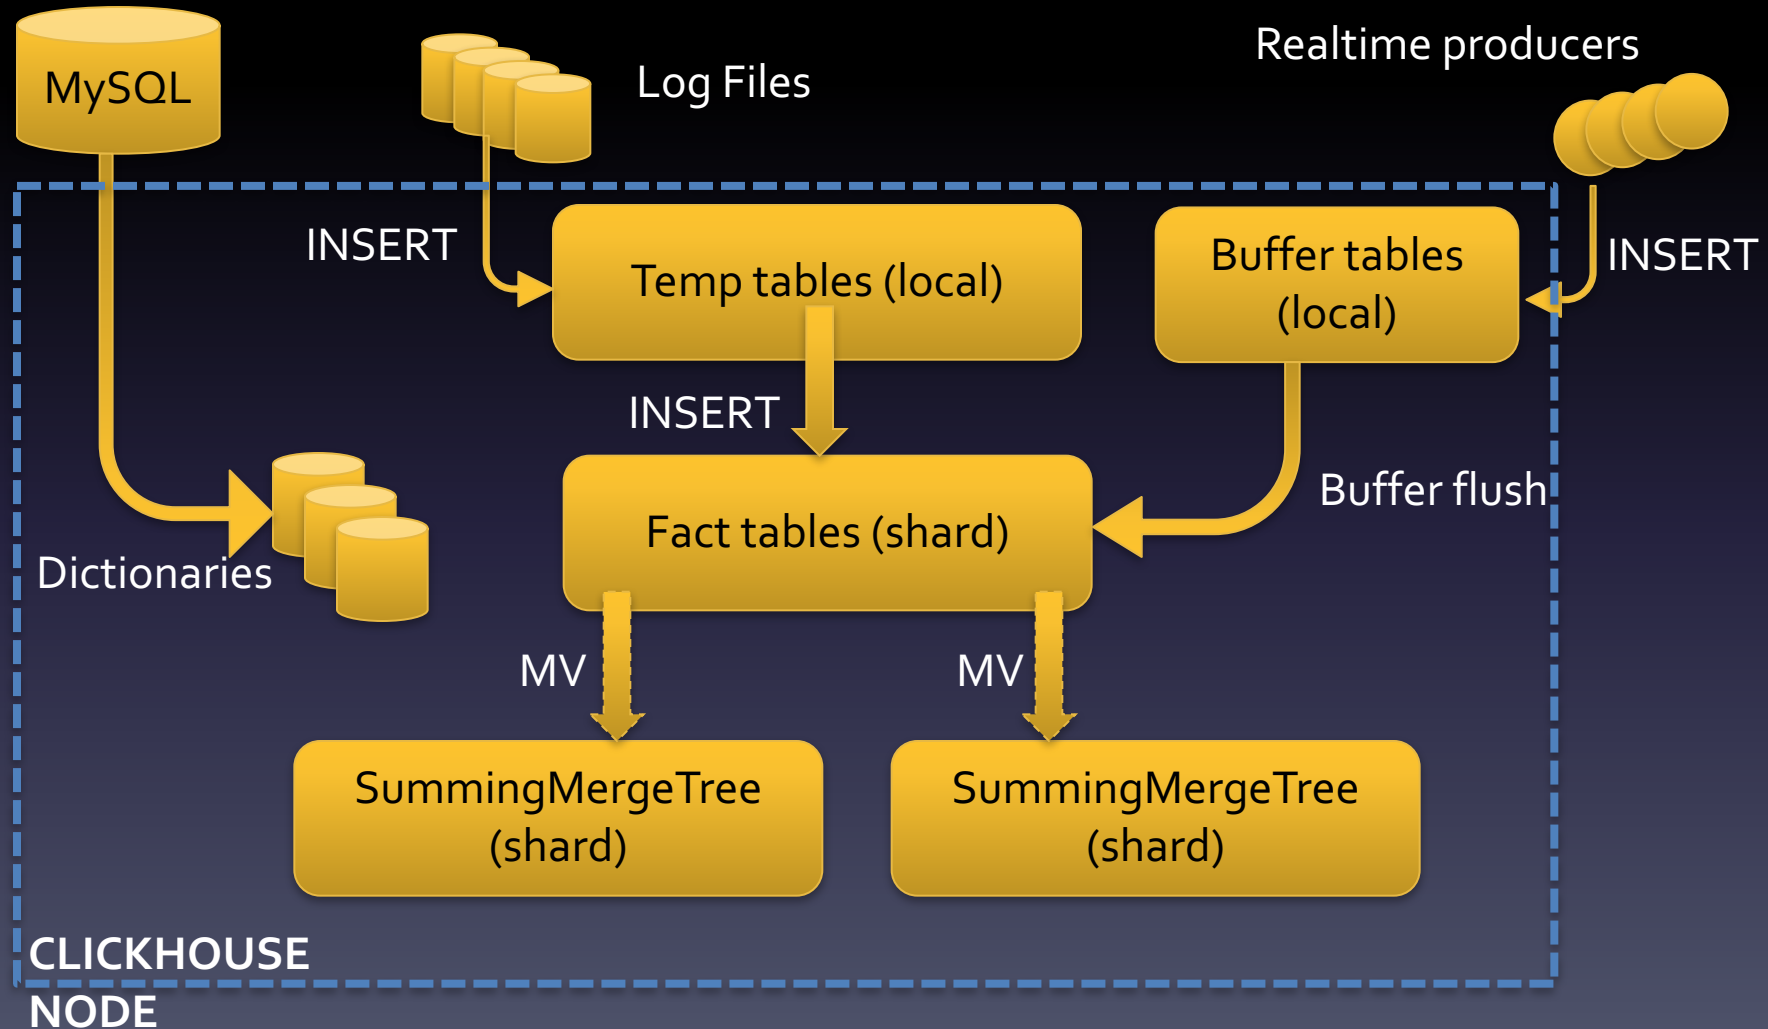 MySQL
Log Files
Realtime producers
INSERT
Temp tables (local)
Buffer tables
(local)
INSERT
INSERT
Fact tables (shard)
Buffer flush
Dictionaries
MV
MV
SummingMergeTree
(shard)
SummingMergeTree
(shard)
CLICKHOUSE
NODE